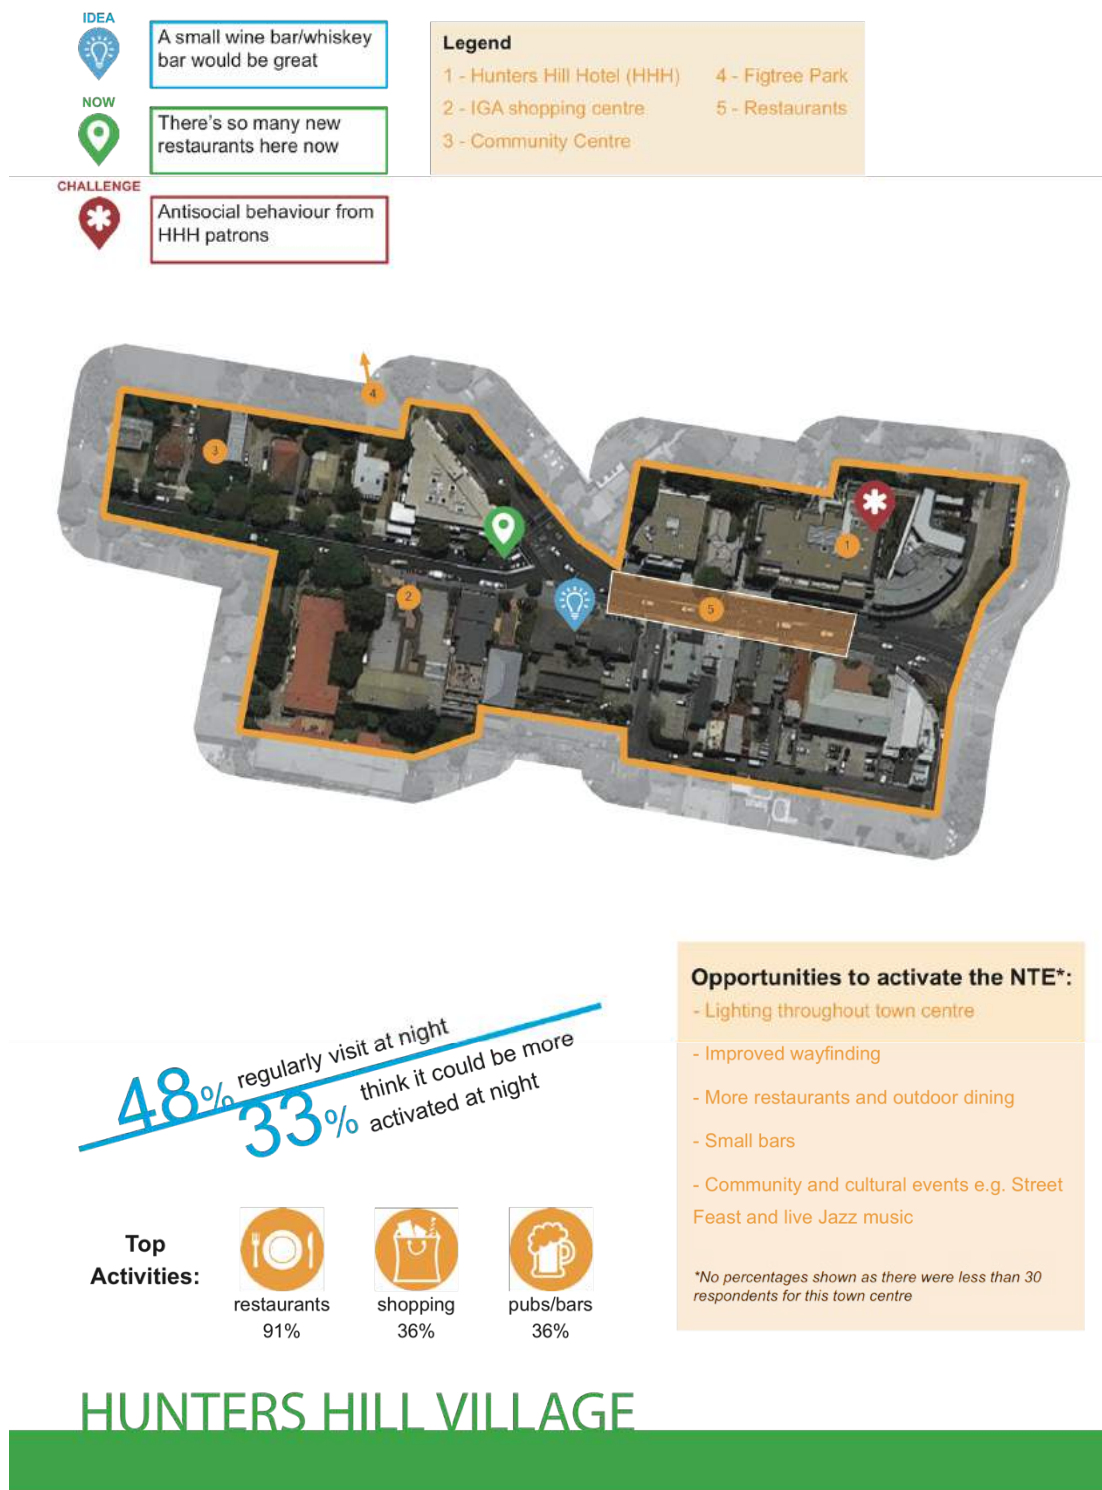 IDEA
A small wine bar/whiskey
bar would be great
NOW
There's so many new
restaurants here now
CHALLENGE
Antisocial behaviour from
HHH patrons
Legend
1 - Hunters Hill Hotel (HHH)
2 - IGA shopping centre
3 - Community Centre
4 - Figtree Park
5 - Restaurants
4
3
1
2
5
48% regularly visit at night
33% think it could be more
activated at night
Top
Activities:
restaurants
91%
shopping
36%
pubs/bars
36%
Opportunities to activate the NTE*:
- Lighting throughout town centre
- Improved wayfinding
- More restaurants and outdoor dining
- Small bars
- Community and cultural events e.g. Street
Feast and live Jazz music
*No percentages shown as there were less than 30
respondents for this town centre
HUNTERS HILL VILLAGE